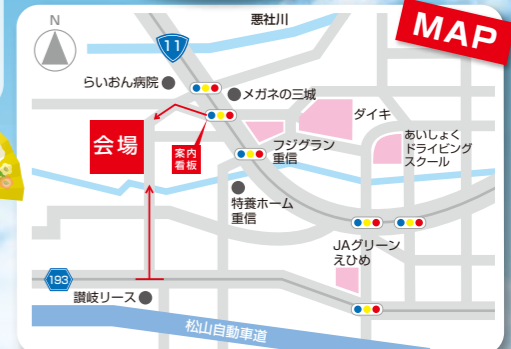 MAP
N
悪社川
11
らいおん病院
メガネの三城
ダイキ
会場
案内
看板
フジグラン
重信
あいしょく
ドライビング
スクール
特養ホーム
重信
JAグリーン
えひめ
193
讃岐リース
松山自動車道